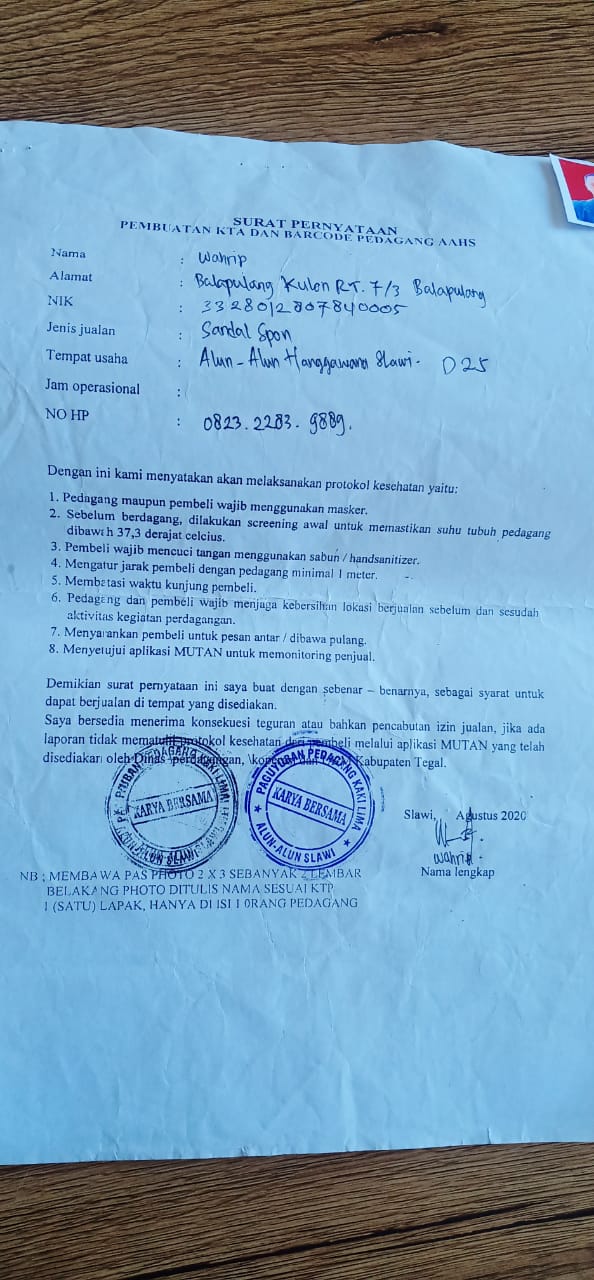 SURAT PERNYATAAN
PEMBUATAN KTA DAN BARCODE PEDAGANG AAHS
Nama : Wahrip
Alamat : Balapulang Kulon RT. 7/3 Balapulang
NIK : 3328012807840005
Jenis jualan : Sandal Spon
Tempat usaha : Alun - Alun Hanggawana Slawi - D25
Jam operasional :
NO HP : 0823.2283.9889.
Dengan ini kami menyatakan akan melaksanakan protokol kesehatan yaitu:
1. Pedagang maupun pembeli wajib menggunakan masker.
2. Sebelum berdagang, dilakukan screening awal untuk memastikan suhu tubuh pedagang
dibawah 37,3 derajat celcius.
3. Pembeli wajib mencuci tangan menggunakan sabun / handsanitizer.
4. Mengatur jarak pembeli dengan pedagang minimal 1 meter.
5. Membatasi waktu kunjung pembeli.
6. Pedagang dan pembeli wajib menjaga kebersihan lokasi berjualan sebelum dan sesudah
aktivitas kegiatan perdagangan.
7. Menyarankan pembeli untuk pesan antar / dibawa pulang.
8. Menyetujui aplikasi MUTAN untuk memonitoring penjual.
Demikian surat pernyataan ini saya buat dengan sebenar – benarnya, sebagai syarat untuk
dapat berjualan di tempat yang disediakan.
Saya bersedia menerima konsekuesi teguran atau bahkan pencabutan izin jualan, jika ada
laporan tidak mematuhi protokol kesehatan dari pembeli melalui aplikasi MUTAN yang telah
disediakan oleh Dinas perdagangan, Kabupaten Tegal.
PAGUYUBAN PEDAGANG KAKI LIMA
KARYA BERSAMA
ALUN-ALUN SLAWI
PAGUYUBAN PEDAGANG KAKI LIMA
KARYA BERSAMA
ALUN-ALUN SLAWI
Slawi, Agustus 2020
Wahrip
Nama lengkap
NB : MEMBAWA PAS PHOTO 2 X 3 SEBANYAK 2 LEMBAR
BELAKANG PHOTO DITULIS NAMA SESUAI KTP
1 (SATU) LAPAK, HANYA DI ISI 1 0RANG PEDAGANG